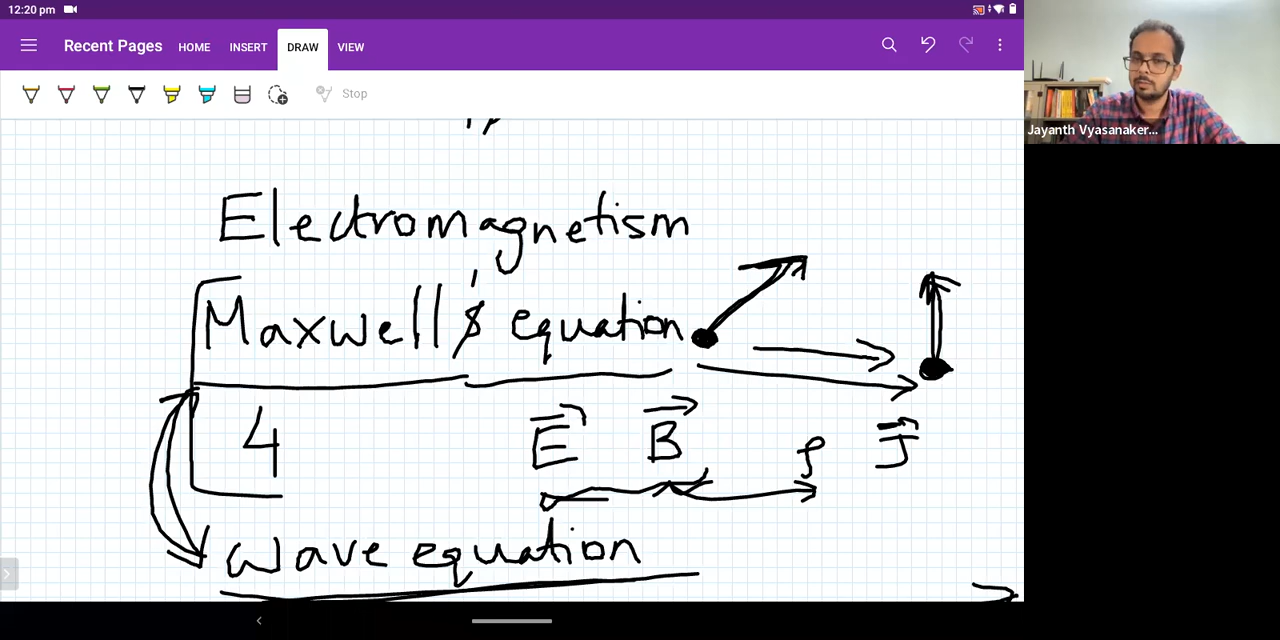 12:20 pm
Recent Pages HOME INSERT DRAW VIEW
Stop
Jayanth Vyasanaker...
Electromagnetism
Maxwell's equation
4 E B ρ J
wave equation